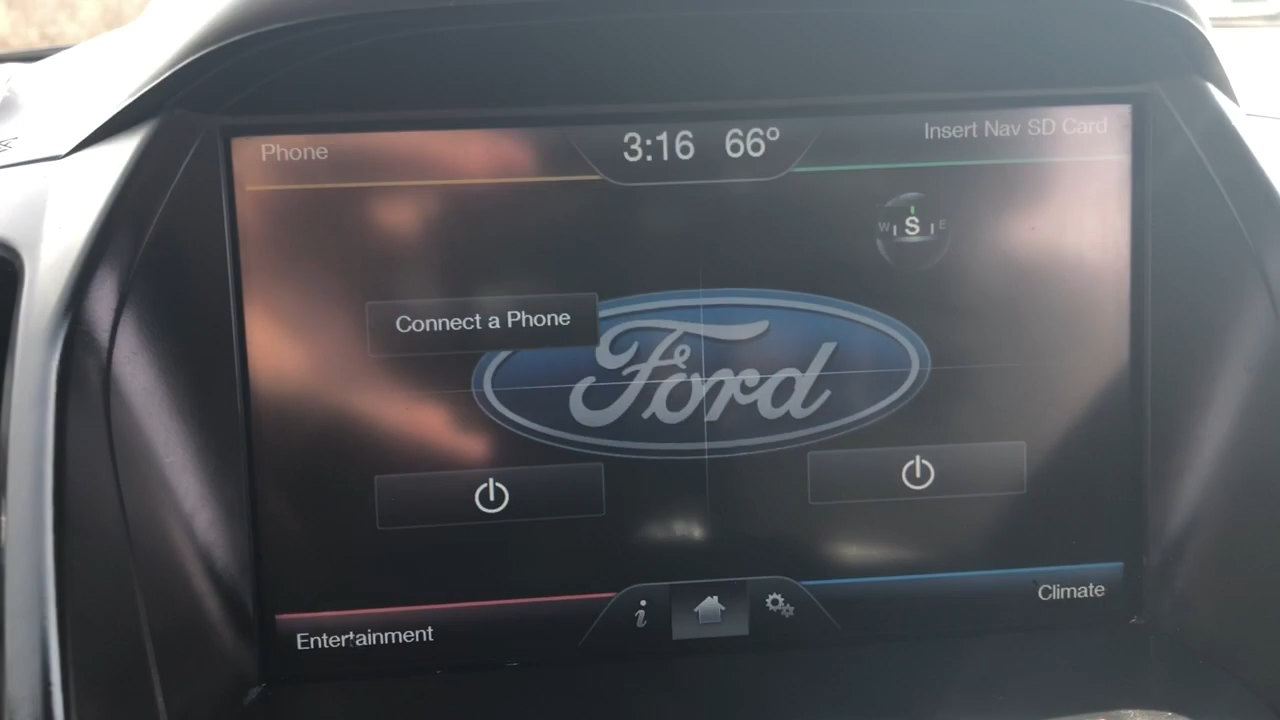 Phone
3:16 66°
Insert Nav SD Card
W S E
Connect a Phone
Ford
i
Entertainment
Climate